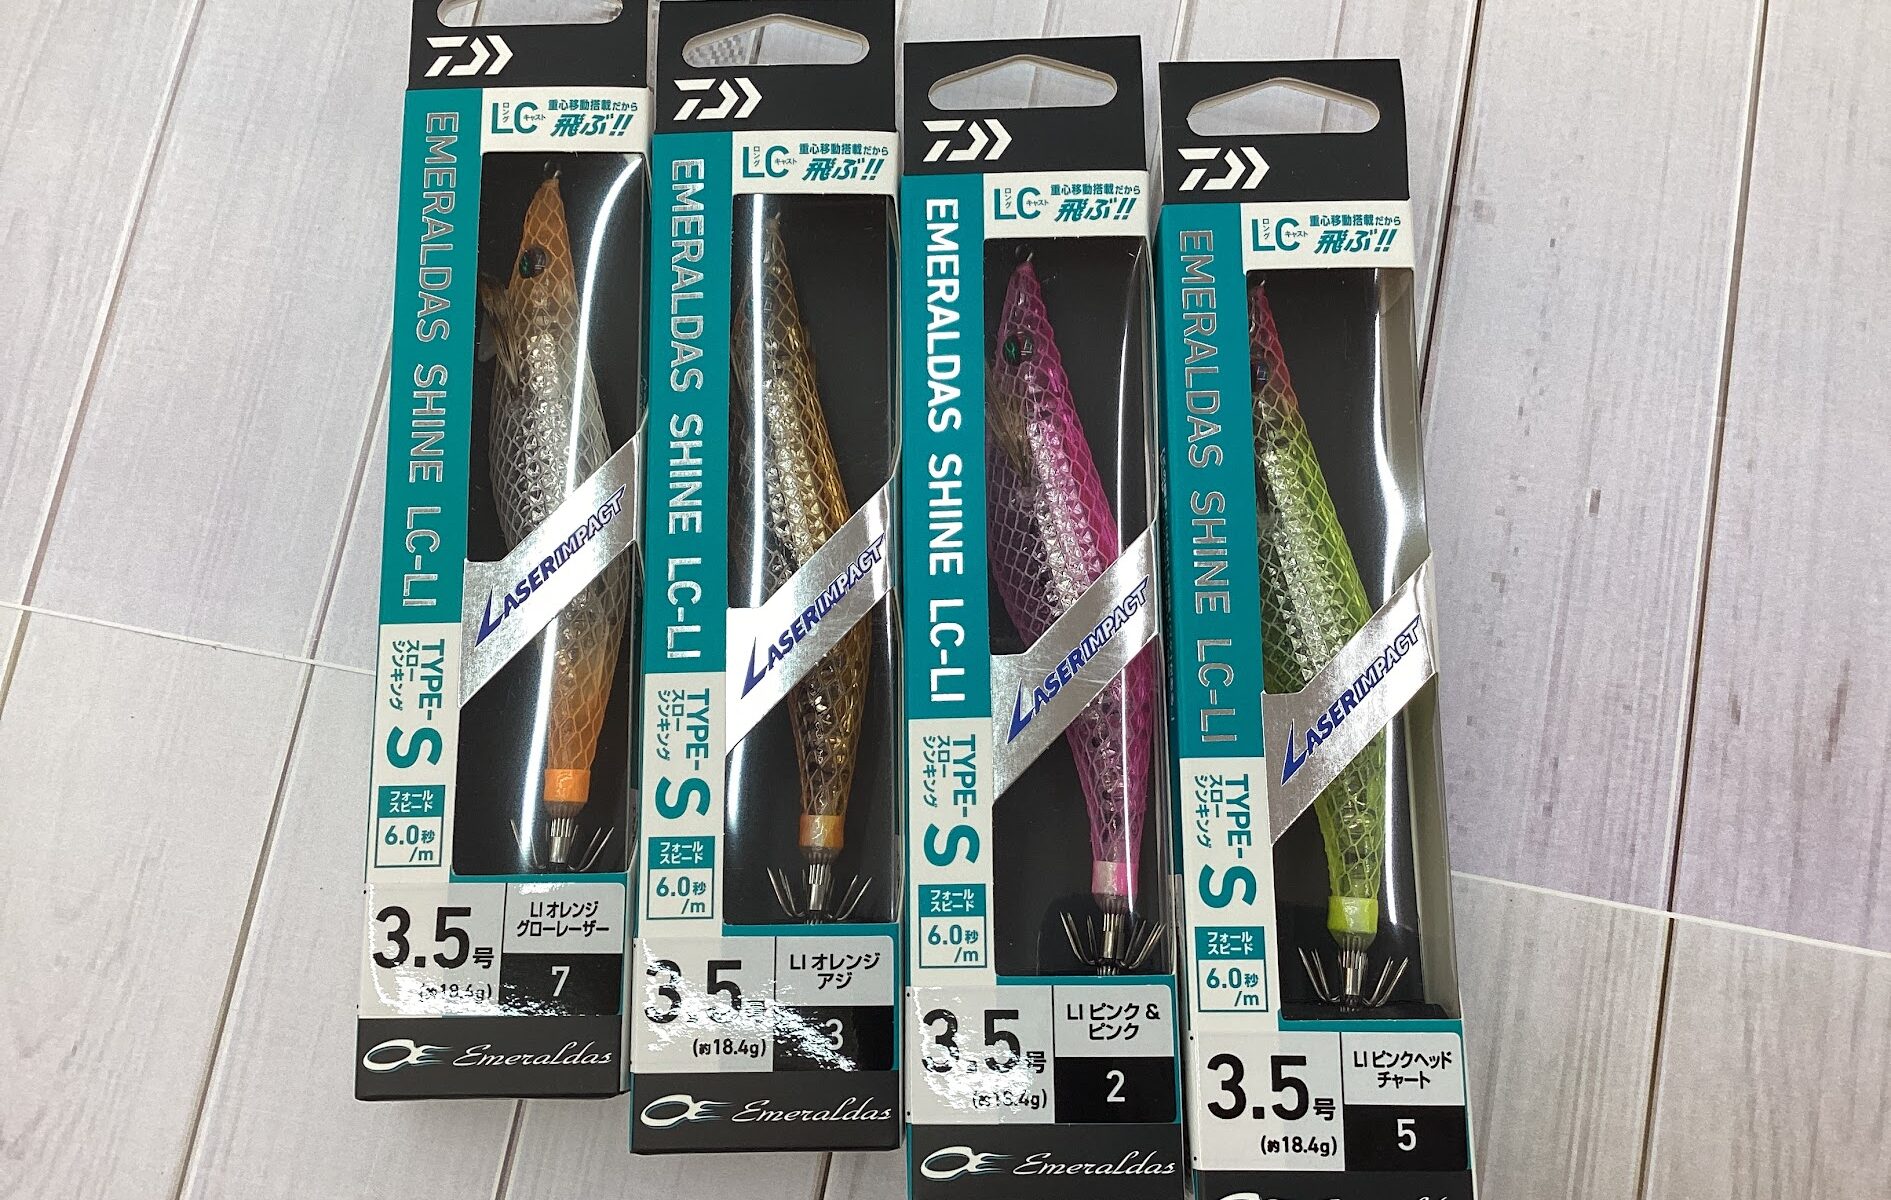 LC
ロング
キャスト
重心移動搭載だから
飛ぶ!!
EMERALDAS SHINE LC-LI
LASERIMPACT
TYPE-S
スロー
シンキング
フォール
スピード
6.0秒
/m
3.5号
(約18.4g)
LI オレンジ
グローレーザー
7
Emeraldas
LC
ロング
キャスト
重心移動搭載だから
飛ぶ!!
EMERALDAS SHINE LC-LI
LASERIMPACT
TYPE-S
スロー
シンキング
フォール
スピード
6.0秒
/m
3.5号
(約18.4g)
LI オレンジ
アジ
3
Emeraldas
LC
ロング
キャスト
重心移動搭載だから
飛ぶ!!
EMERALDAS SHINE LC-LI
LASERIMPACT
TYPE-S
スロー
シンキング
フォール
スピード
6.0秒
/m
3.5号
(約18.4g)
LI ピンク &
ピンク
2
Emeraldas
LC
ロング
キャスト
重心移動搭載だから
飛ぶ!!
EMERALDAS SHINE LC-LI
LASERIMPACT
TYPE-S
スロー
シンキング
フォール
スピード
6.0秒
/m
3.5号
(約18.4g)
LI ピンクヘッド
チャート
5